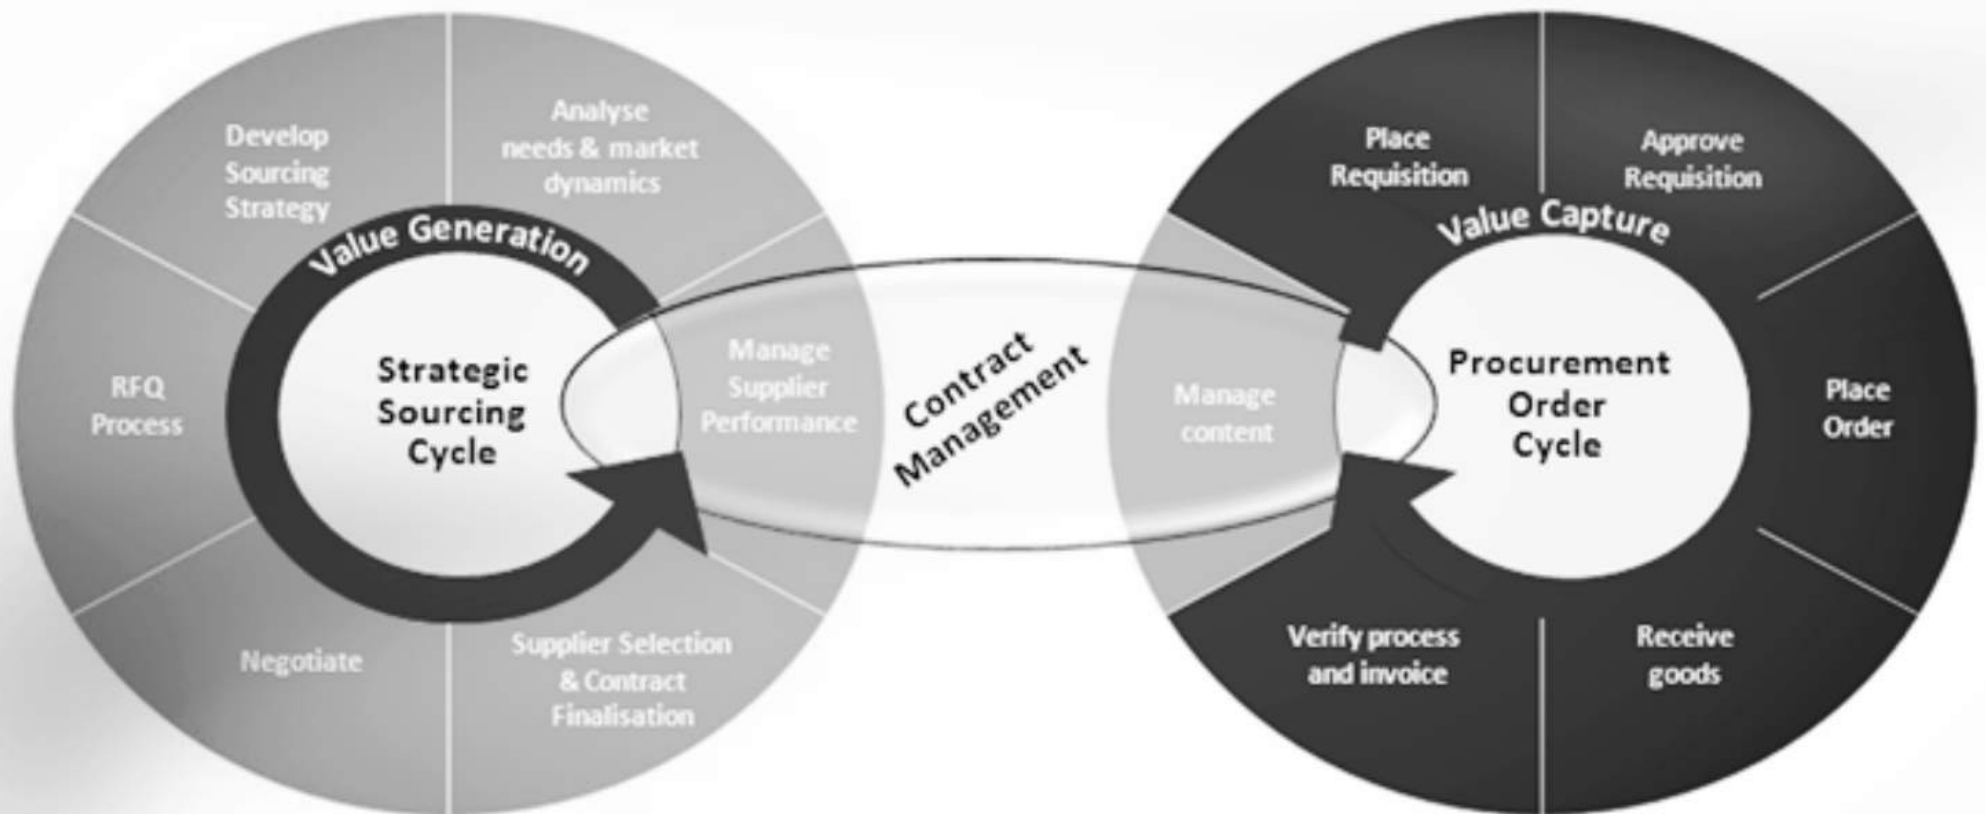 Analyse
needs & market
dynamics
Develop
Sourcing
Strategy
RFQ
Process
Negotiate
Supplier Selection
& Contract
Finalisation
Manage
Supplier
Performance
Value Generation
Strategic
Sourcing
Cycle
Contract
Management
Manage
content
Place
Requisition
Approve
Requisition
Place
Order
Receive
goods
Verify process
and invoice
Value Capture
Procurement
Order
Cycle